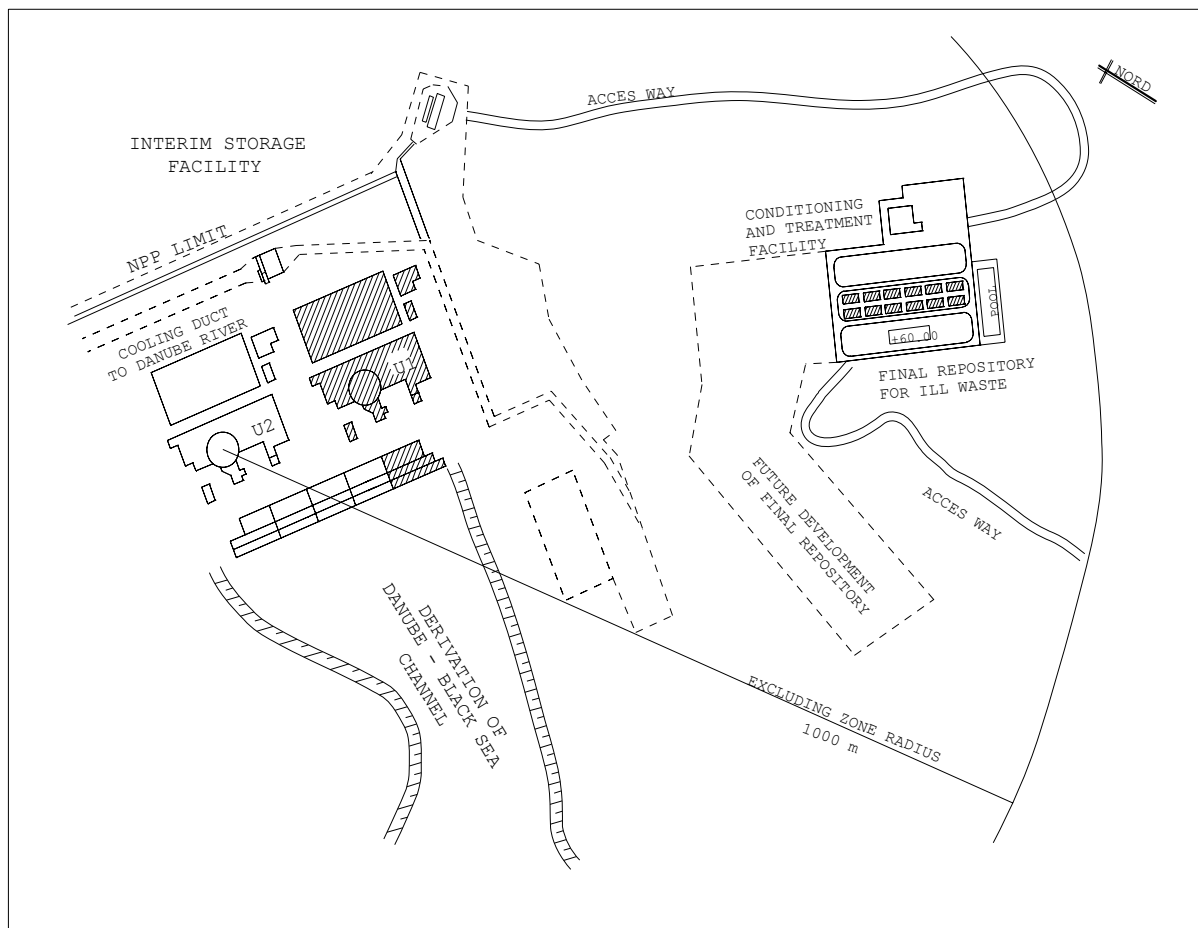 NORD
ACCES WAY
INTERIM STORAGE
FACILITY
CONDITIONING
AND TREATMENT
FACILITY
NPP LIMIT
POOL
COOLING DUCT
TO DANUBE RIVER
+60.00
U1
FINAL REPOSITORY
FOR ILL WASTE
U2
FUTURE DEVELOPMENT
OF FINAL REPOSITORY
ACCES WAY
DERIVATION OF
DANUBE - BLACK SEA
CHANNEL
EXCLUDING ZONE RADIUS
1000 m